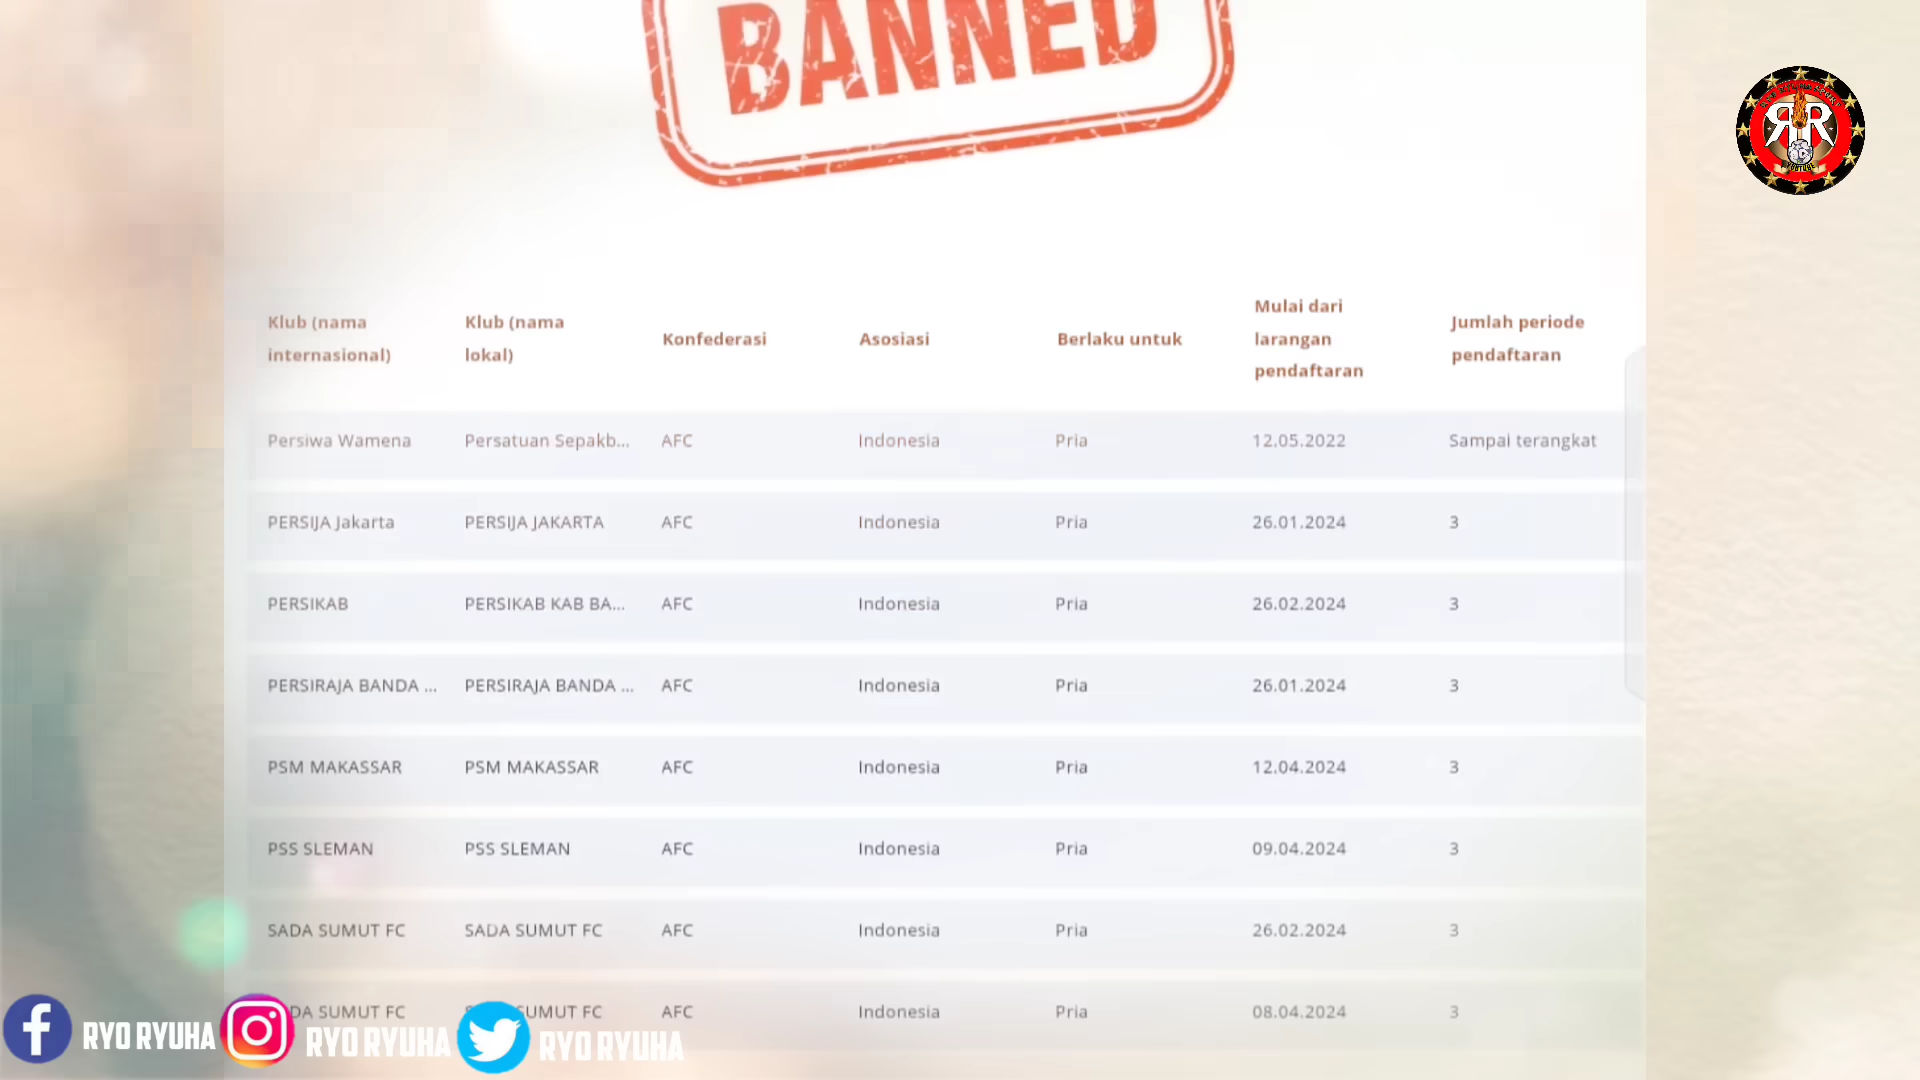 BANNED
Klub (nama internasional) Klub (nama lokal) Konfederasi Asosiasi Berlaku untuk Mulai dari larangan pendaftaran Jumlah periode pendaftaran
Persiwa Wamena Persatuan Sepakb... AFC Indonesia Pria 12.05.2022 Sampai terangkat
PERSIJA Jakarta PERSIJA JAKARTA AFC Indonesia Pria 26.01.2024 3
PERSIKAB PERSIKAB KAB BA... AFC Indonesia Pria 26.02.2024 3
PERSIRAJA BANDA ... PERSIRAJA BANDA ... AFC Indonesia Pria 26.01.2024 3
PSM MAKASSAR PSM MAKASSAR AFC Indonesia Pria 12.04.2024 3
PSS SLEMAN PSS SLEMAN AFC Indonesia Pria 09.04.2024 3
SADA SUMUT FC SADA SUMUT FC AFC Indonesia Pria 26.02.2024 3
DA SUMUT FC SUMUT FC AFC Indonesia Pria 08.04.2024 3
RYO RYUHA RYO RYUHA RYO RYUHA